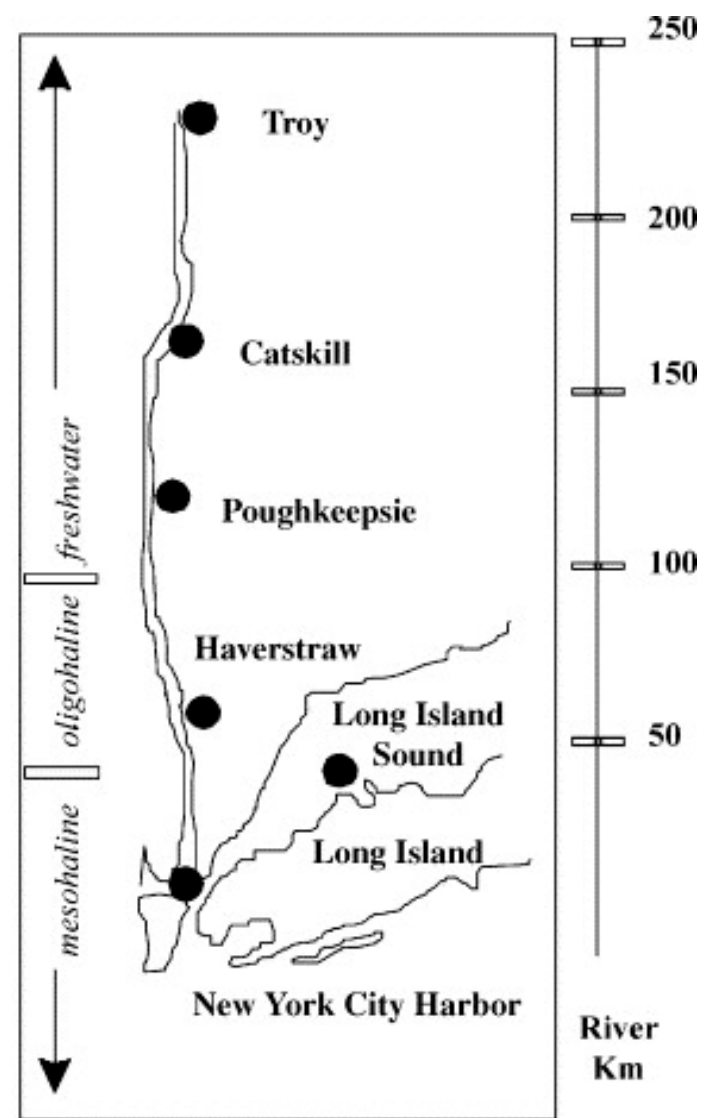 Troy
Catskill
Poughkeepsie
Haverstraw
Long Island
Sound
Long Island
New York City Harbor
freshwater
oligohaline
mesohaline
250
200
150
100
50
River
Km